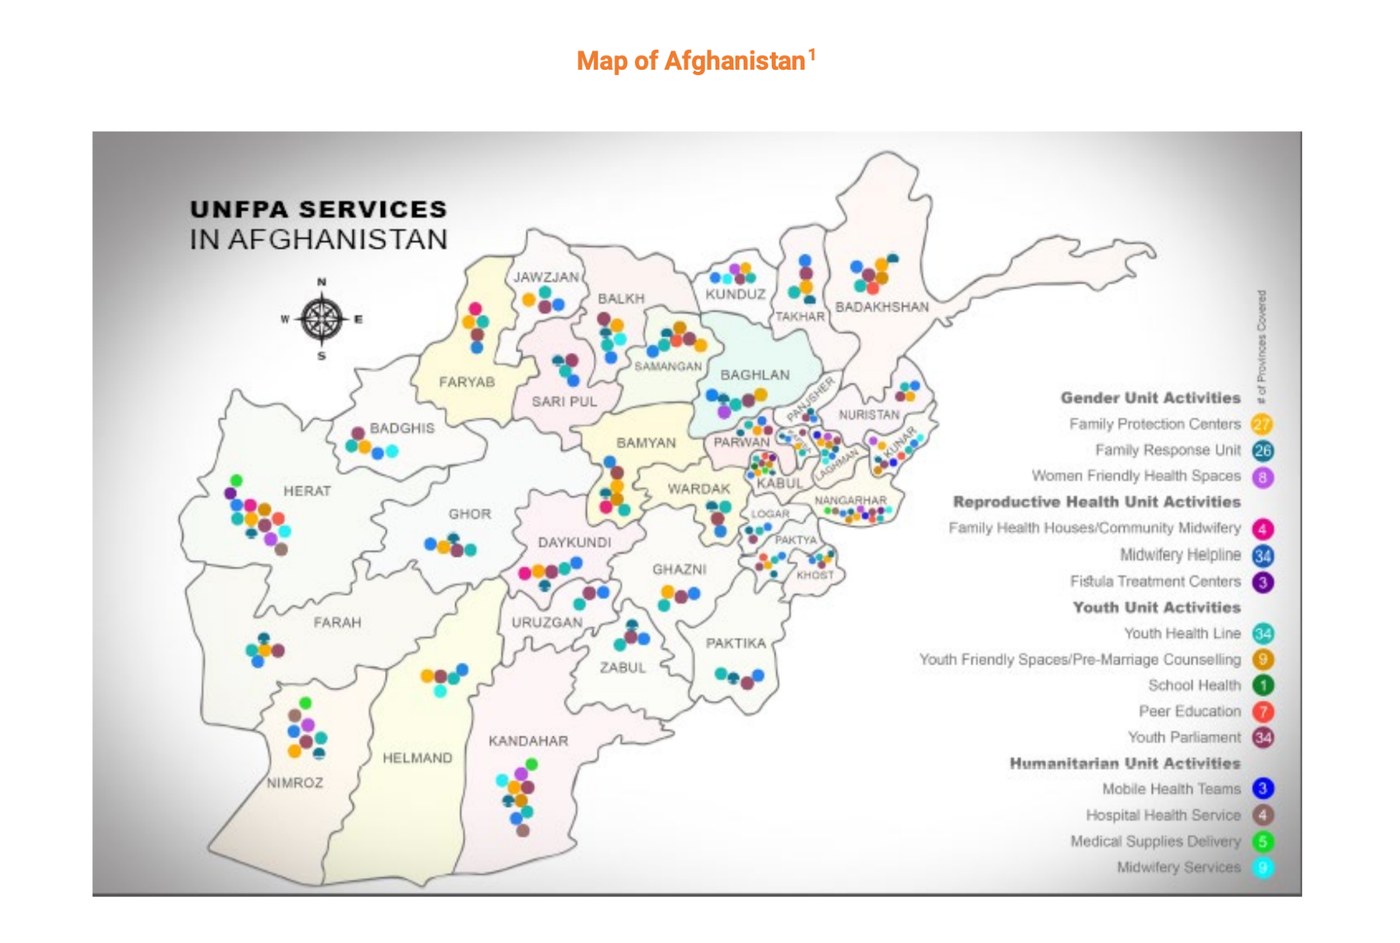 Map of Afghanistan1
UNFPA SERVICES
IN AFGHANISTAN
N
W E
S
JAWZJAN
BALKH
KUNDUZ
TAKHAR
BADAKHSHAN
FARYAB
SARI PUL
SAMANGAN
BAGHLAN
PANJSHER
NURISTAN
BADGHIS
BAMYAN
PARWAN
KUNAR
LAGHMAN
HERAT
WARDAK
KABUL
NANGARHAR
GHOR
LOGAR
DAYKUNDI
PAKTYA
GHAZNI
KHOST
FARAH
URUZGAN
ZABUL
PAKTIKA
NIMROZ
HELMAND
KANDAHAR
# of Provinces Covered
Gender Unit Activities
Family Protection Centers 27
Family Response Unit 26
Women Friendly Health Spaces 8
Reproductive Health Unit Activities
Family Health Houses/Community Midwifery 4
Midwifery Helpline 34
Fistula Treatment Centers 3
Youth Unit Activities
Youth Health Line 34
Youth Friendly Spaces/Pre-Marriage Counselling 9
School Health 1
Peer Education 7
Youth Parliament 34
Humanitarian Unit Activities
Mobile Health Teams 3
Hospital Health Service 4
Medical Supplies Delivery 5
Midwifery Services 9